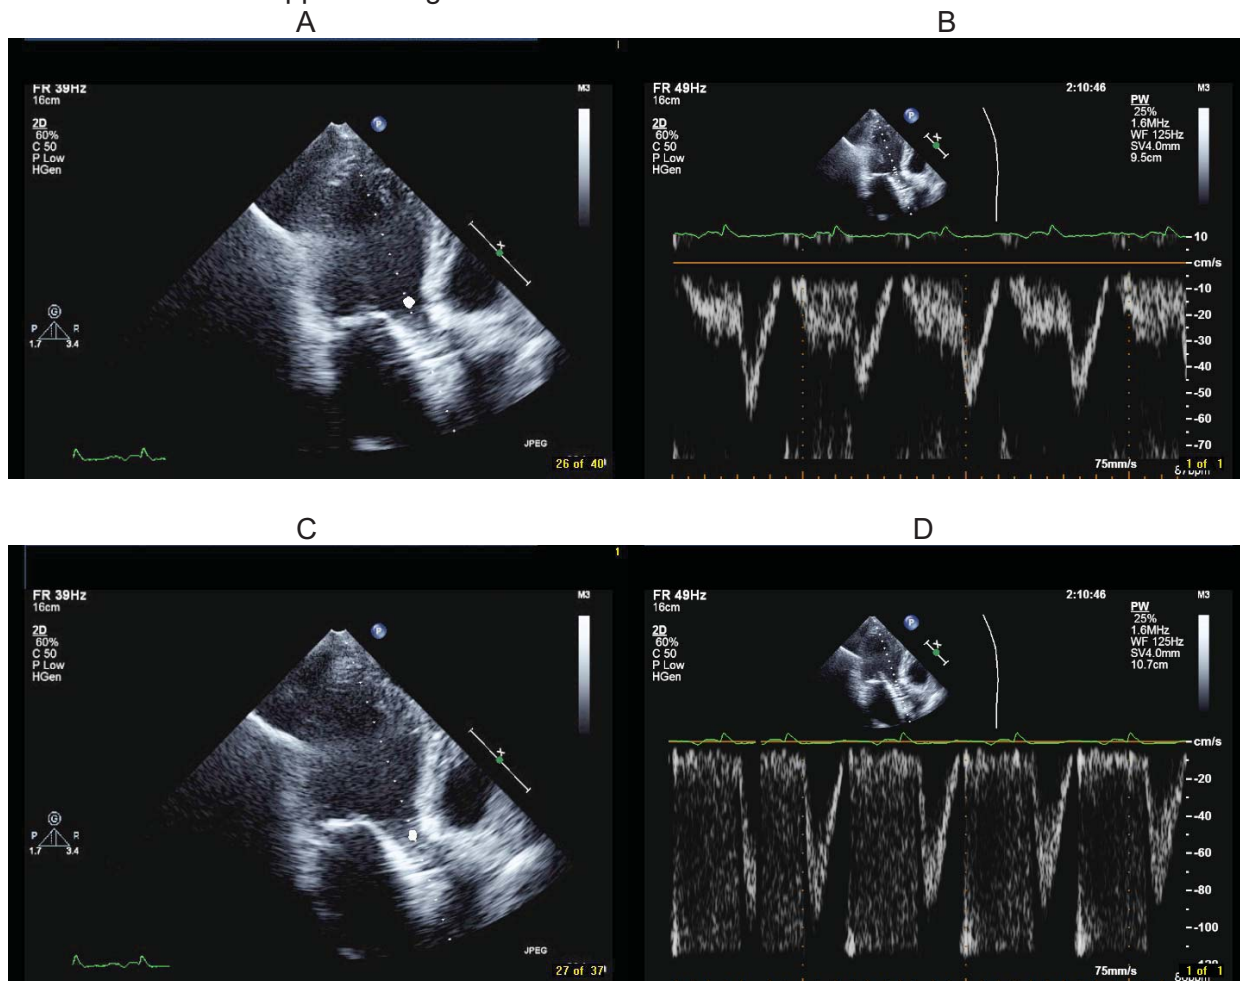 A
B
FR 39Hz
16cm
2D
60%
C 50
P Low
HGen
M3
P
G
P R
1.7 3.4
x
JPEG
26 of 40
FR 49Hz
16cm
2D
60%
C 50
P Low
HGen
2:10:46
M3
PW
25%
1.6MHz
WF 125Hz
SV4.0mm
9.5cm
P
x
10
cm/s
-10
-20
-30
-40
-50
-60
-70
75mm/s
1 of 1
C
D
1
FR 39Hz
16cm
2D
60%
C 50
P Low
HGen
M3
P
G
P R
1.7 3.4
x
JPEG
27 of 37
FR 49Hz
16cm
2D
60%
C 50
P Low
HGen
2:10:46
M3
PW
25%
1.6MHz
WF 125Hz
SV4.0mm
10.7cm
P
x
cm/s
-20
-40
-60
-80
-100
75mm/s
1 of 1